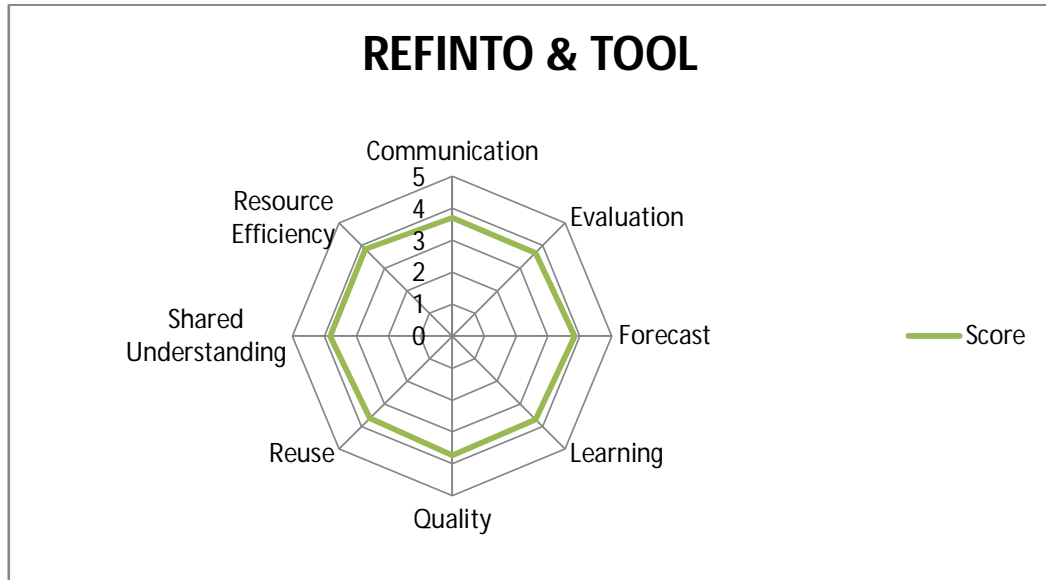 REFINTO & TOOL
Communication
5
4
3
2
1
0
Evaluation
Forecast
Learning
Quality
Reuse
Shared
Understanding
Resource
Efficiency
Score